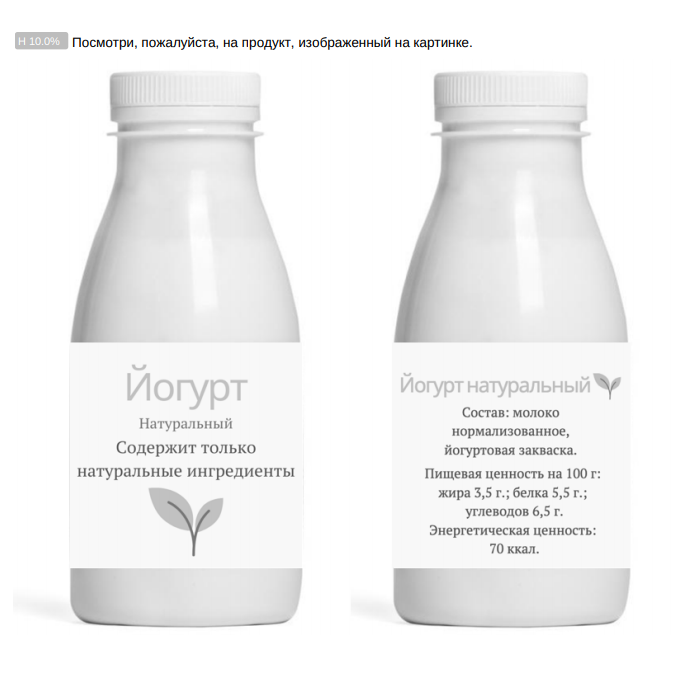 H 10.0% Посмотри, пожалуйста, на продукт, изображенный на картинке.
Йогурт
Натуральный
Содержит только
натуральные ингредиенты
Йогурт натуральный
Состав: молоко
нормализованное,
йогуртовая закваска.
Пищевая ценность на 100 г:
жира 3,5 г.; белка 5,5 г.;
углеводов 6,5 г.
Энергетическая ценность:
70 ккал.